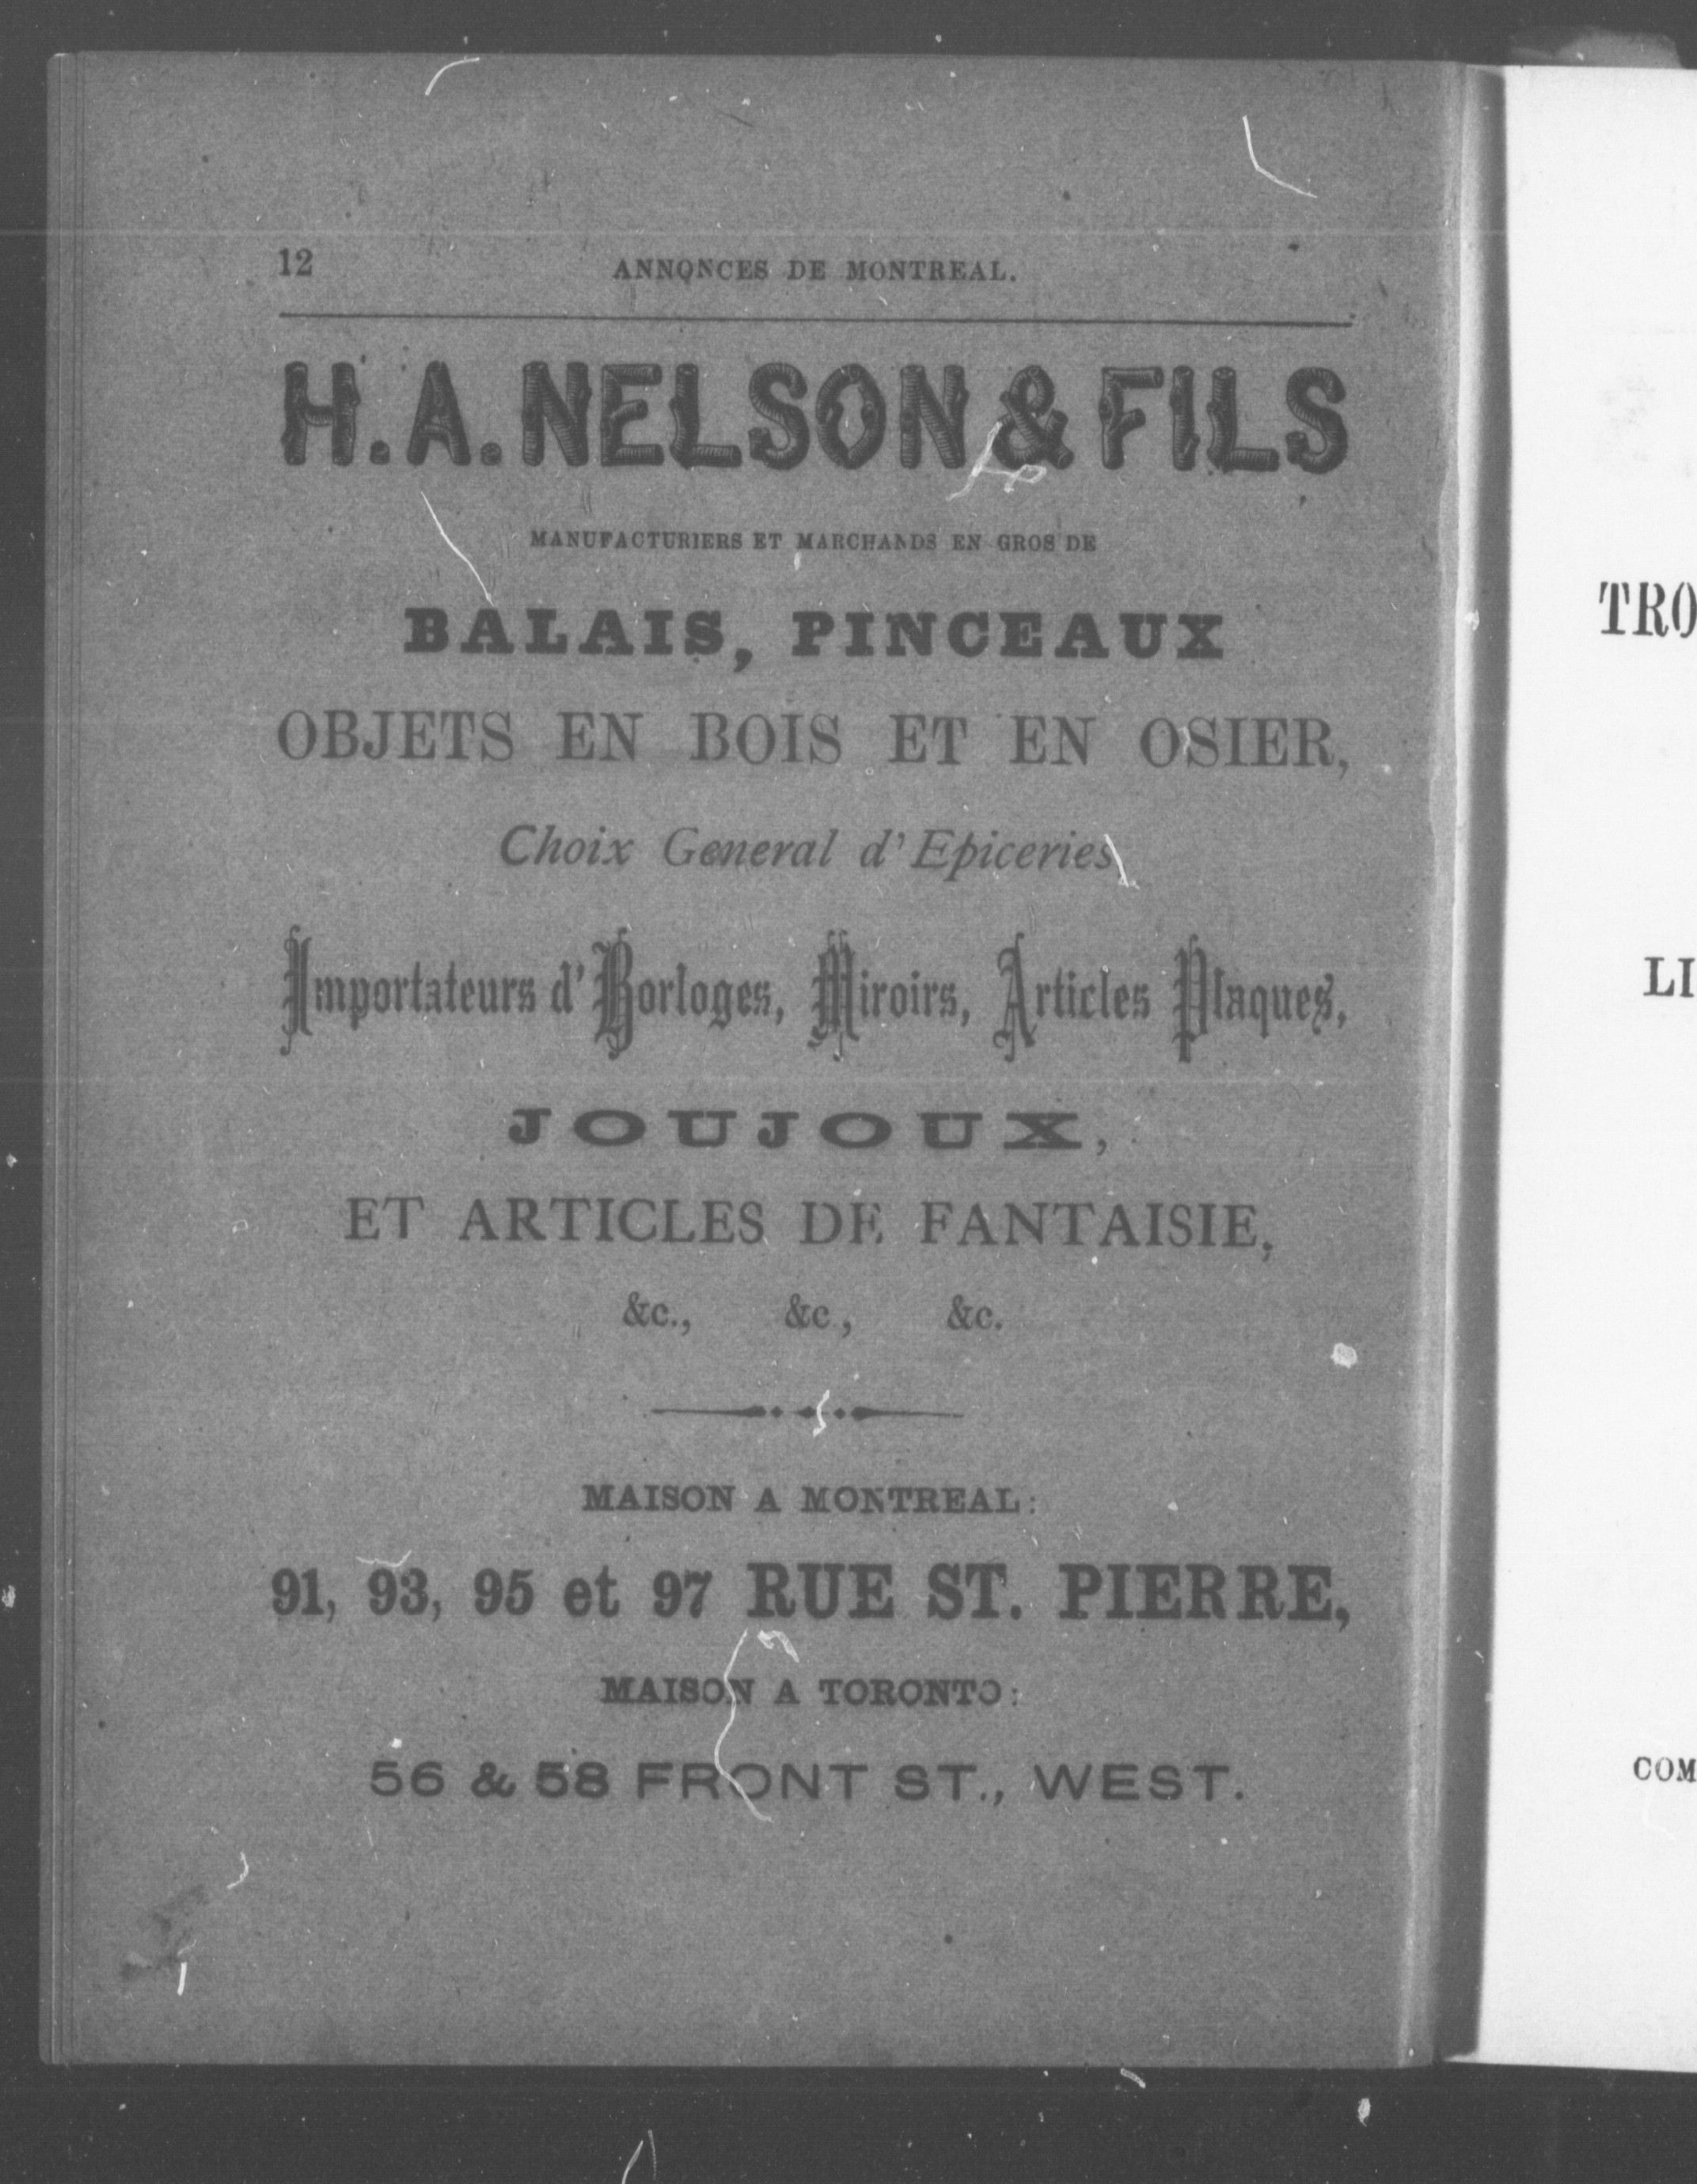 12 ANNONCES DE MONTREAL.
H. A. NELSON & FILS
MANUFACTURIERS ET MARCHANDS EN GROS DE
BALAIS, PINCEAUX
OBJETS EN BOIS ET EN OSIER,
Choix General d'Epiceries
Importateurs d'Horloges, Miroirs, Articles Plaques,
JOUJOUX,
ET ARTICLES DE FANTAISIE,
&c., &c., &c.
MAISON A MONTREAL:
91, 93, 95 et 97 RUE ST. PIERRE,
MAISON A TORONTO:
56 & 58 FRONT ST., WEST.
TRO
LI
COM